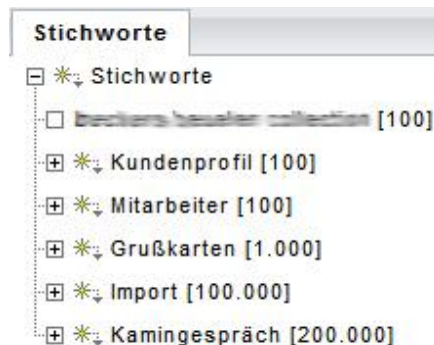 Stichworte
Stichworte
[100]
Kundenprofil [100]
Mitarbeiter [100]
Grußkarten [1.000]
Import [100.000]
Kamingespräch [200.000]